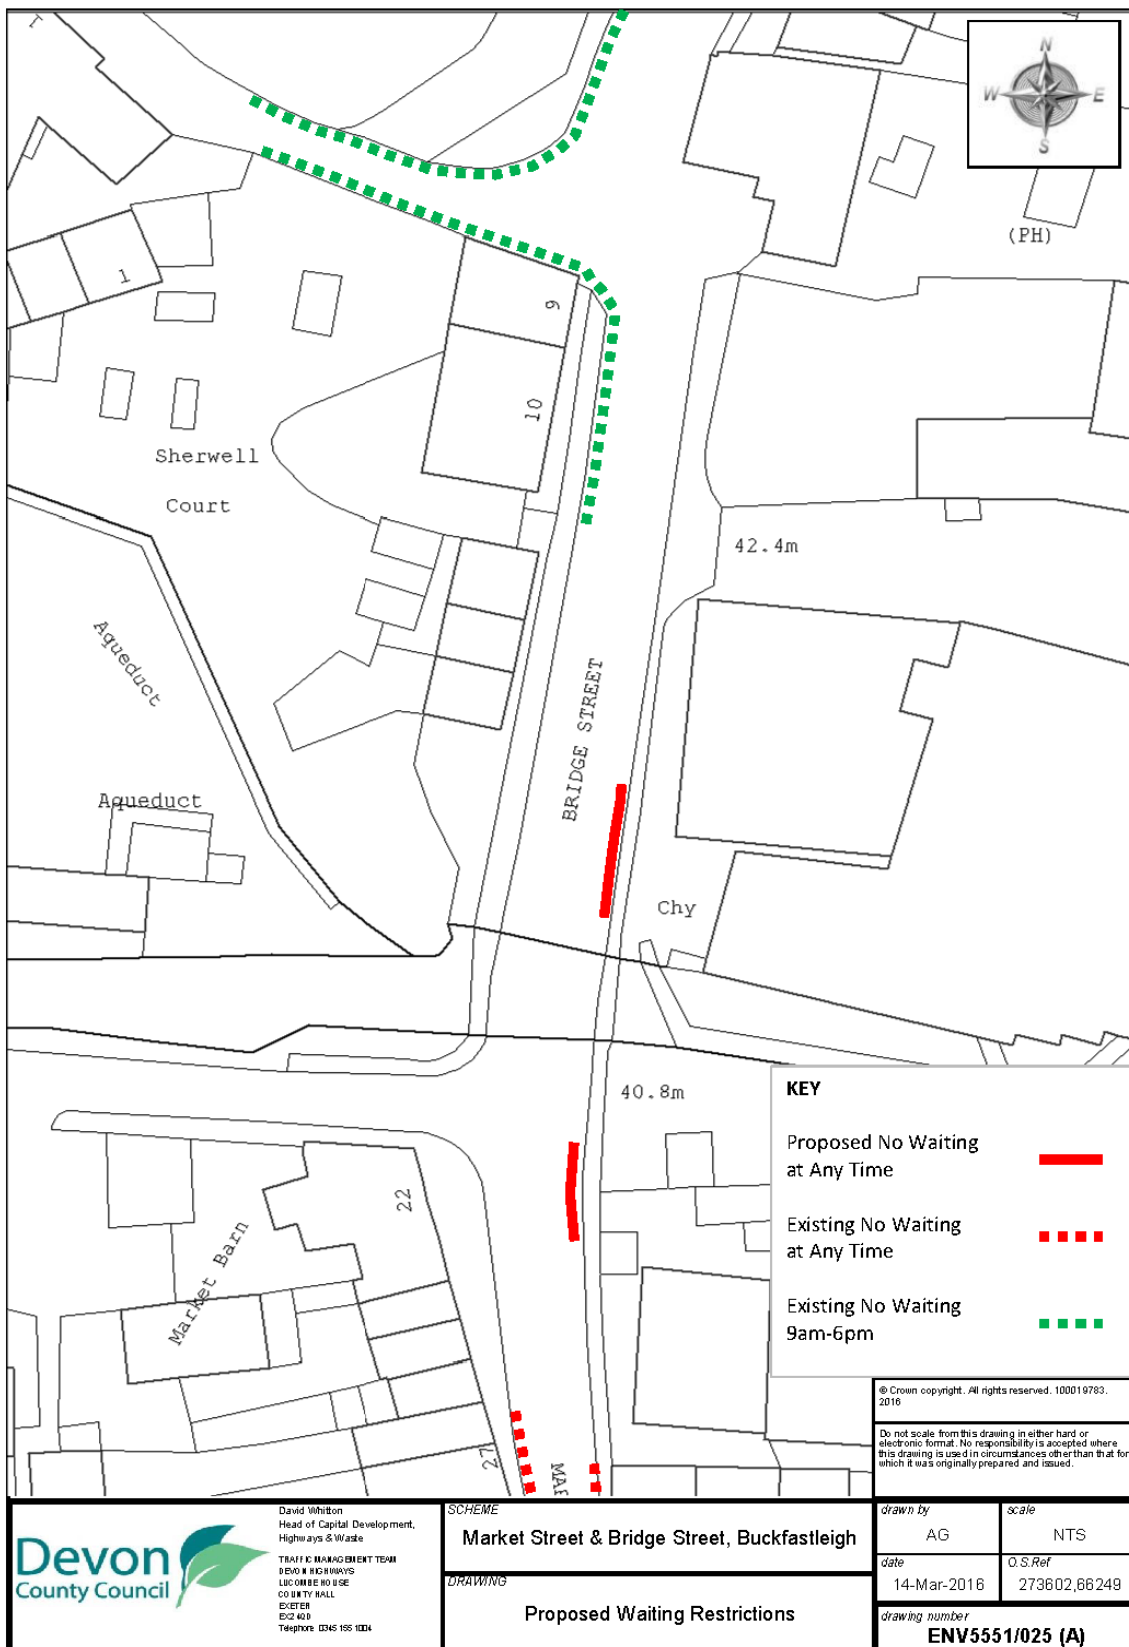 N
W
E
S
(PH)
1
9
10
Sherwell
Court
42.4m
Aqueduct
BRIDGE STREET
Aqueduct
Chy
40.8m
22
Market Barn
27
MAR
KEY
Proposed No Waiting
at Any Time
Existing No Waiting
at Any Time
Existing No Waiting
9am-6pm
© Crown copyright. All rights reserved. 100019783.
2016
Do not scale from this drawing in either hard or
electronic format. No responsibility is accepted where
this drawing is used in circumstances other than that for
which it was originally prepared and issued.
Devon
County Council
David Whitton
Head of Capital Development,
Highways & Waste
TRAFFIC MANAGEMENT TEAM
DEVON HIGHWAYS
LUCOMBE HOUSE
COUNTY HALL
EXETER
EX2 4QD
Telephone 0345 155 1004
SCHEME
Market Street & Bridge Street, Buckfastleigh
DRAWING
Proposed Waiting Restrictions
drawn by
AG
scale
NTS
date
14-Mar-2016
O.S.Ref
273602,66249
drawing number
ENV5551/025 (A)